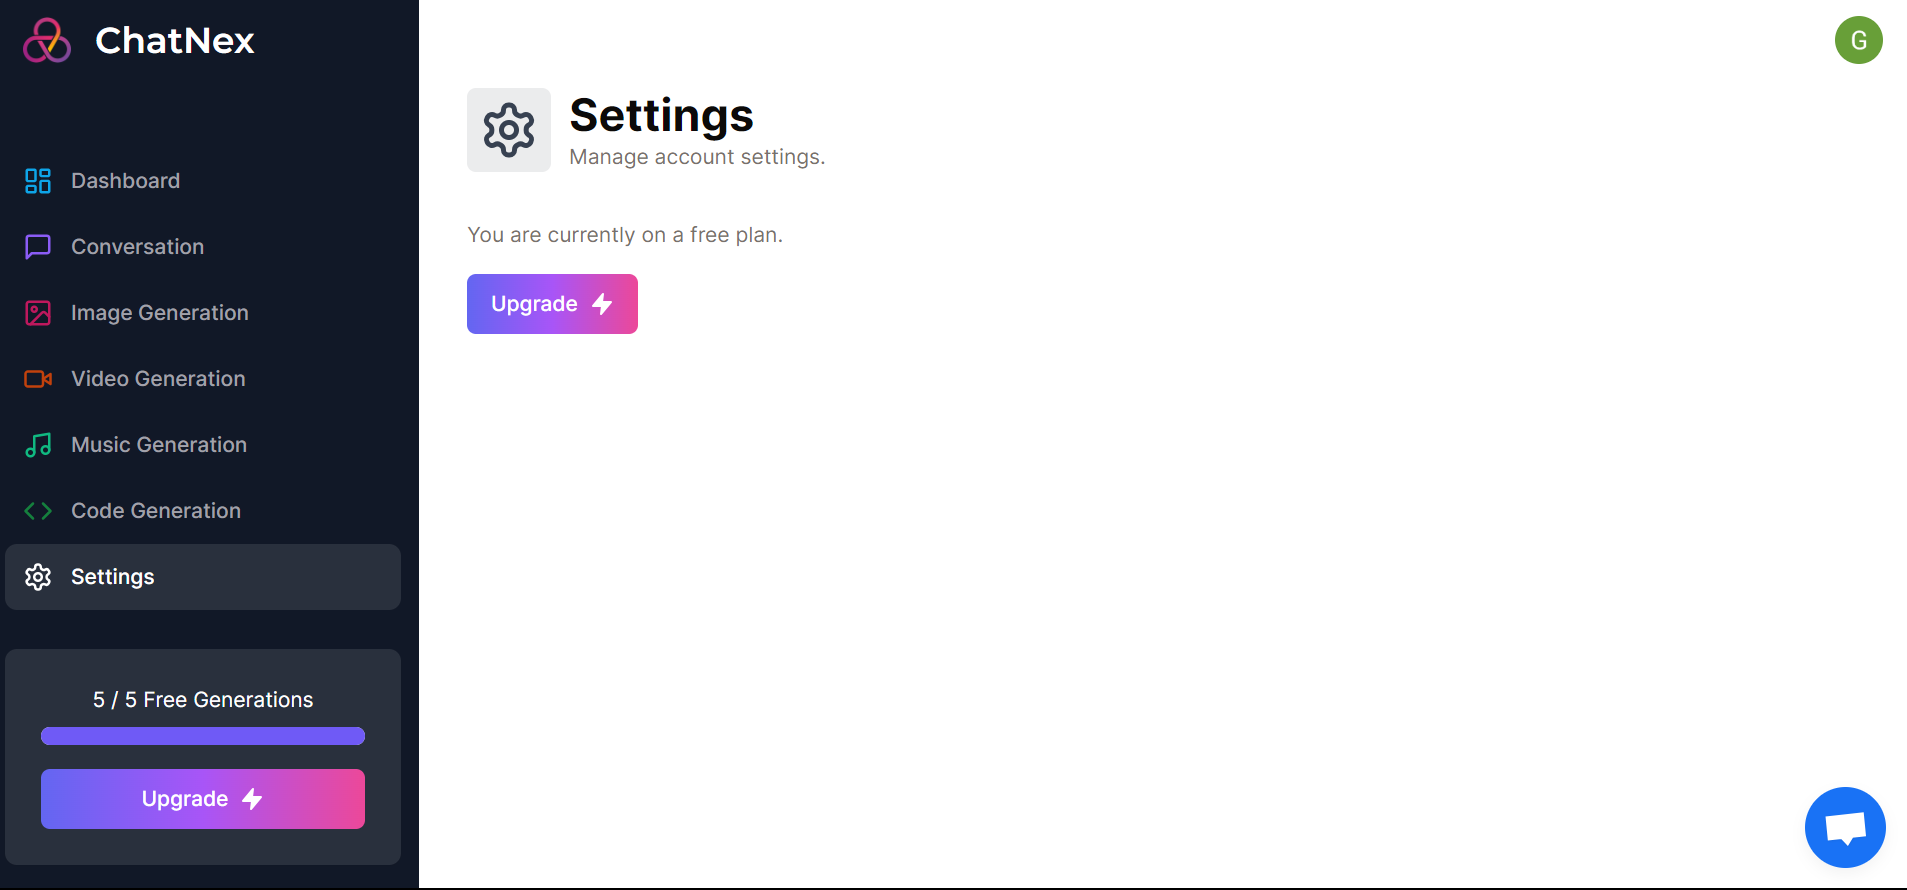 ChatNex
Dashboard
Conversation
Image Generation
Video Generation
Music Generation
Code Generation
Settings
5 / 5 Free Generations
Upgrade
G
Settings
Manage account settings.
You are currently on a free plan.
Upgrade